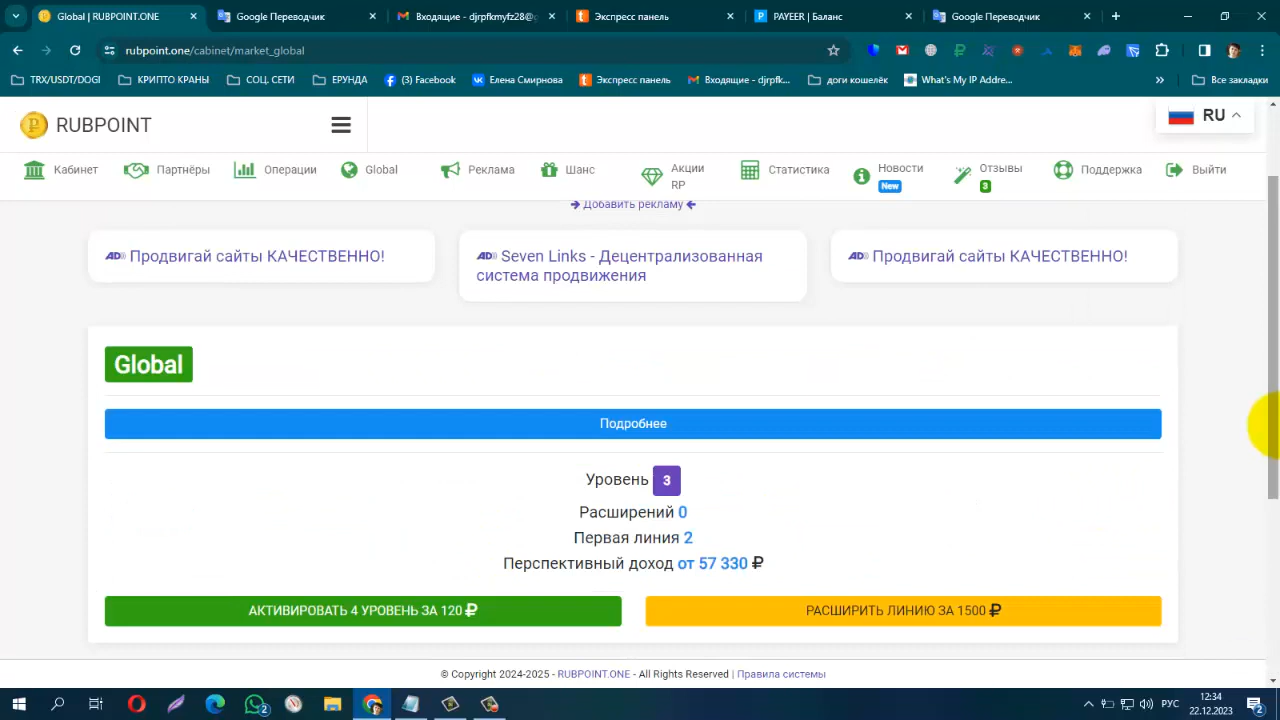 Global | RUBPOINT.ONE
Google Переводчик
Входящие - djrpfkmyfz28@g
Экспресс панель
PAYEER | Баланс
Google Переводчик
rubpoint.one/cabinet/market_global
TRX/USDT/DOGI
КРИПТО КРАНЫ
СОЦ. СЕТИ
ЕРУНДА
(3) Facebook
Елена Смирнова
Экспресс панель
Входящие - djrpfk...
доги кошелёк
What's My IP Addre...
»
Все закладки
RUBPOINT
RU
Кабинет
Партнёры
Операции
Global
Реклама
Шанс
Акции
RP
Статистика
Новости
New
Отзывы
3
Поддержка
Выйти
Добавить рекламу
AD Продвигай сайты КАЧЕСТВЕННО!
AD Seven Links - Децентрализованная
система продвижения
AD Продвигай сайты КАЧЕСТВЕННО!
Global
Подробнее
Уровень 3
Расширений 0
Первая линия 2
Перспективный доход от 57 330 ₽
АКТИВИРОВАТЬ 4 УРОВЕНЬ ЗА 120 ₽
РАСШИРИТЬ ЛИНИЮ ЗА 1500 ₽
© Copyright 2024-2025 - RUBPOINT.ONE - All Rights Reserved | Правила системы
2
РУС
12:34
22.12.2023
2